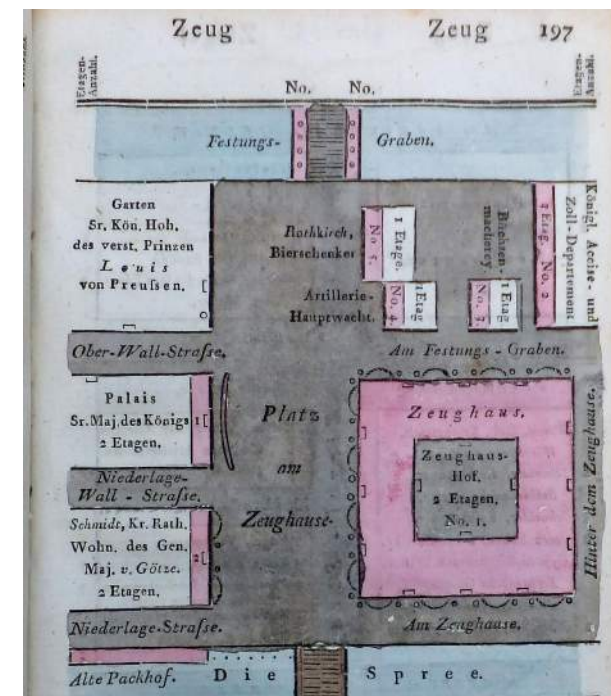 Zeug
Zeug 197
Etagen-
Anzahl.
No. No.
Etagen-
Anzahl.
Festungs- Graben.
Garten
Sr. Kön. Hoh.
des verst. Prinzen
Louis
von Preuſsen.
Rothkirch,
Bierschenker
1 Etage.
No. 5.
Artillerie-
Hauptwacht.
1 Etag
No. 4.
Büchsen-
macherey
1 Etag
No. 3.
2 Etag. No. 2
Königl. Accise- und
Zoll-Departement
Ober-Wall-Straſse.
Am Festungs-Graben.
Palais
Sr. Maj. des Königs 1
2 Etagen.
Platz
am
Zeughause.
Zeughaus.
Zeughaus-
Hof.
2 Etagen,
No. 1.
Hinter dem Zeughause.
Niederlage-
Wall-Straſse.
Schmidt, Kr. Rath.
Wohn. des Gen.
Maj. v. Götze.
2 Etagen.
2
Niederlage-Straſse.
Am Zeughause.
Alte Packhof.
Die Spree.